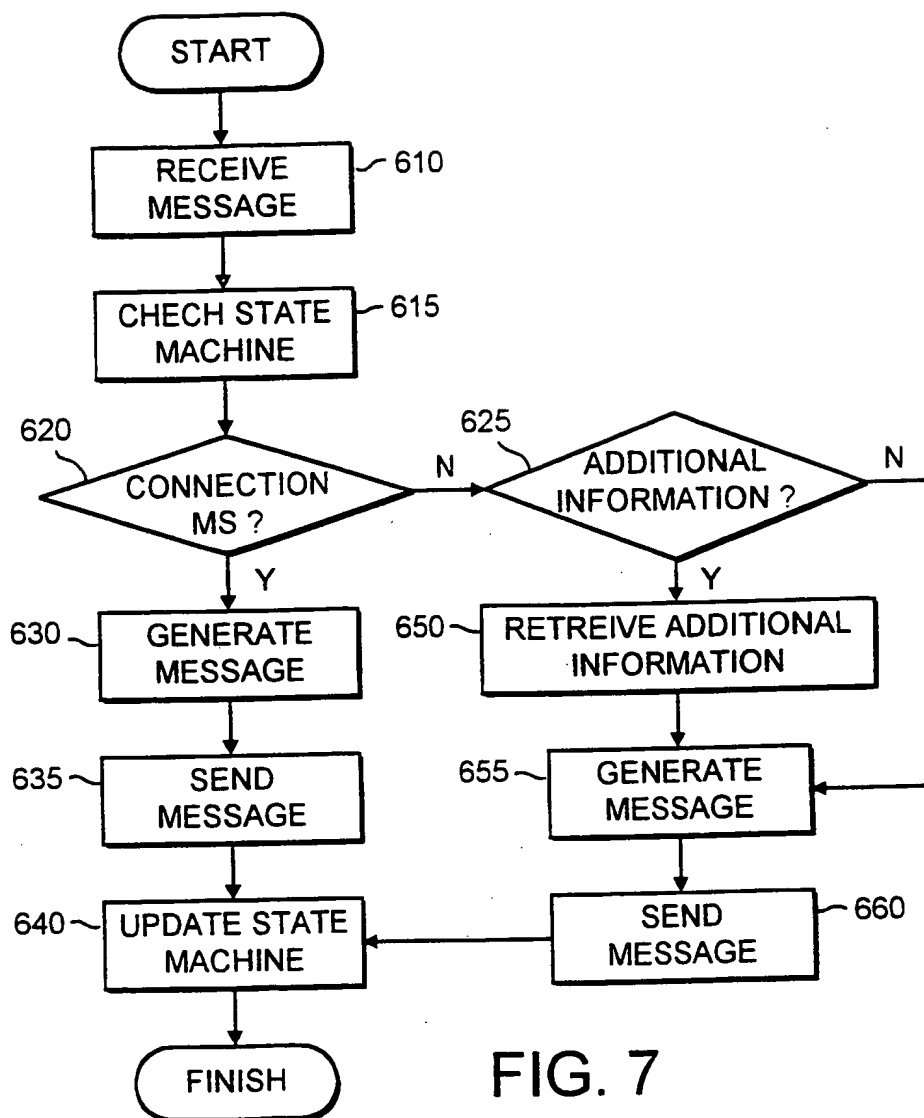 START
RECEIVE
MESSAGE
610
CHECH STATE
MACHINE
615
620
CONNECTION
MS ?
N
Y
625
ADDITIONAL
INFORMATION ?
N
Y
630
GENERATE
MESSAGE
650
RETREIVE ADDITIONAL
INFORMATION
635
SEND
MESSAGE
655
GENERATE
MESSAGE
640
UPDATE STATE
MACHINE
SEND
MESSAGE
660
FINISH
FIG. 7